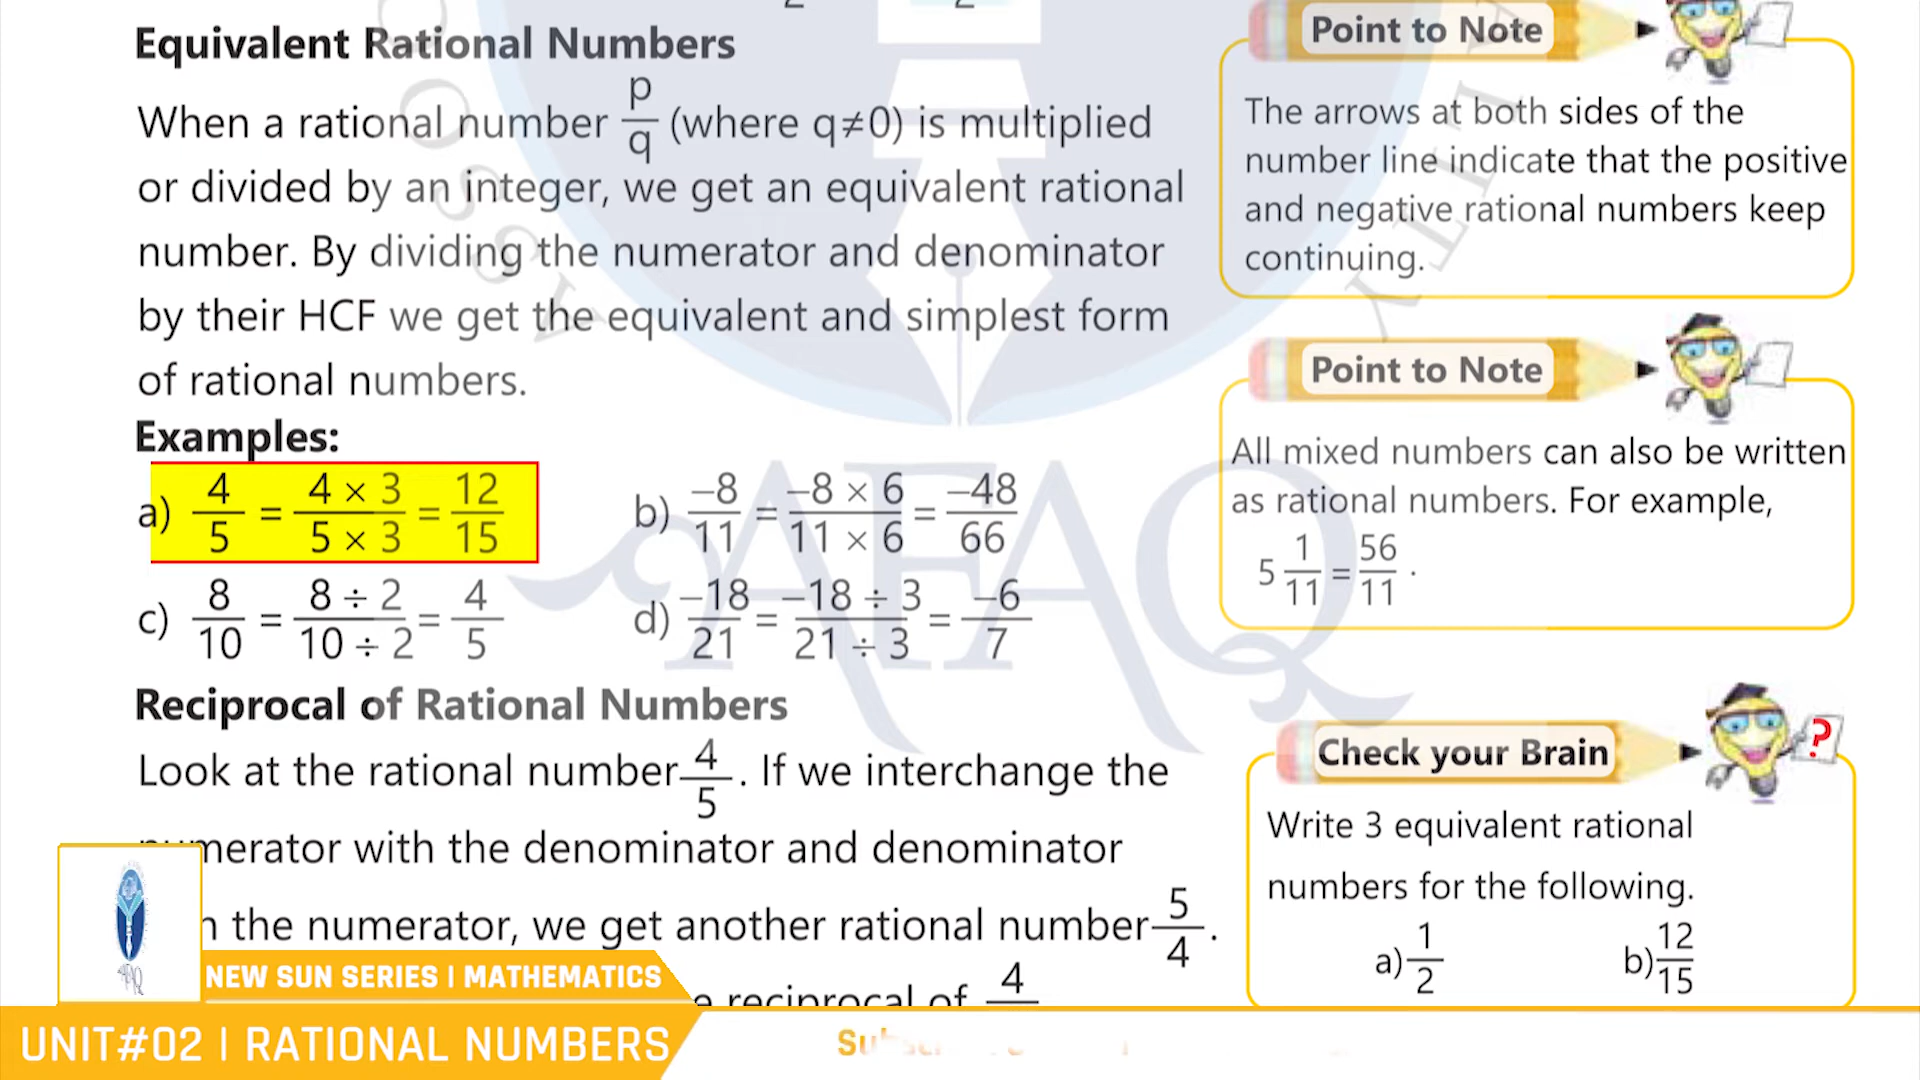 Equivalent Rational Numbers
When a rational number p/q (where q≠0) is multiplied
or divided by an integer, we get an equivalent rational
number. By dividing the numerator and denominator
by their HCF we get the equivalent and simplest form
of rational numbers.
Examples:
a) 4/5 = 4 × 3/5 × 3 = 12/15
b) –8/11 = –8 × 6/11 × 6 = –48/66
c) 8/10 = 8 ÷ 2/10 ÷ 2 = 4/5
d) –18/21 = –18 ÷ 3/21 ÷ 3 = –6/7
Reciprocal of Rational Numbers
Look at the rational number 4/5. If we interchange the
numerator with the denominator and denominator
the numerator, we get another rational number 5/4.
reciprocal of 4
Point to Note
The arrows at both sides of the
number line indicate that the positive
and negative rational numbers keep
continuing.
Point to Note
All mixed numbers can also be written
as rational numbers. For example,
5 1/11 = 56/11.
Check your Brain
?
Write 3 equivalent rational
numbers for the following.
a) 1/2 b) 12/15
AFAQ
AFAQ
NEW SUN SERIES | MATHEMATICS
UNIT#02 | RATIONAL NUMBERS